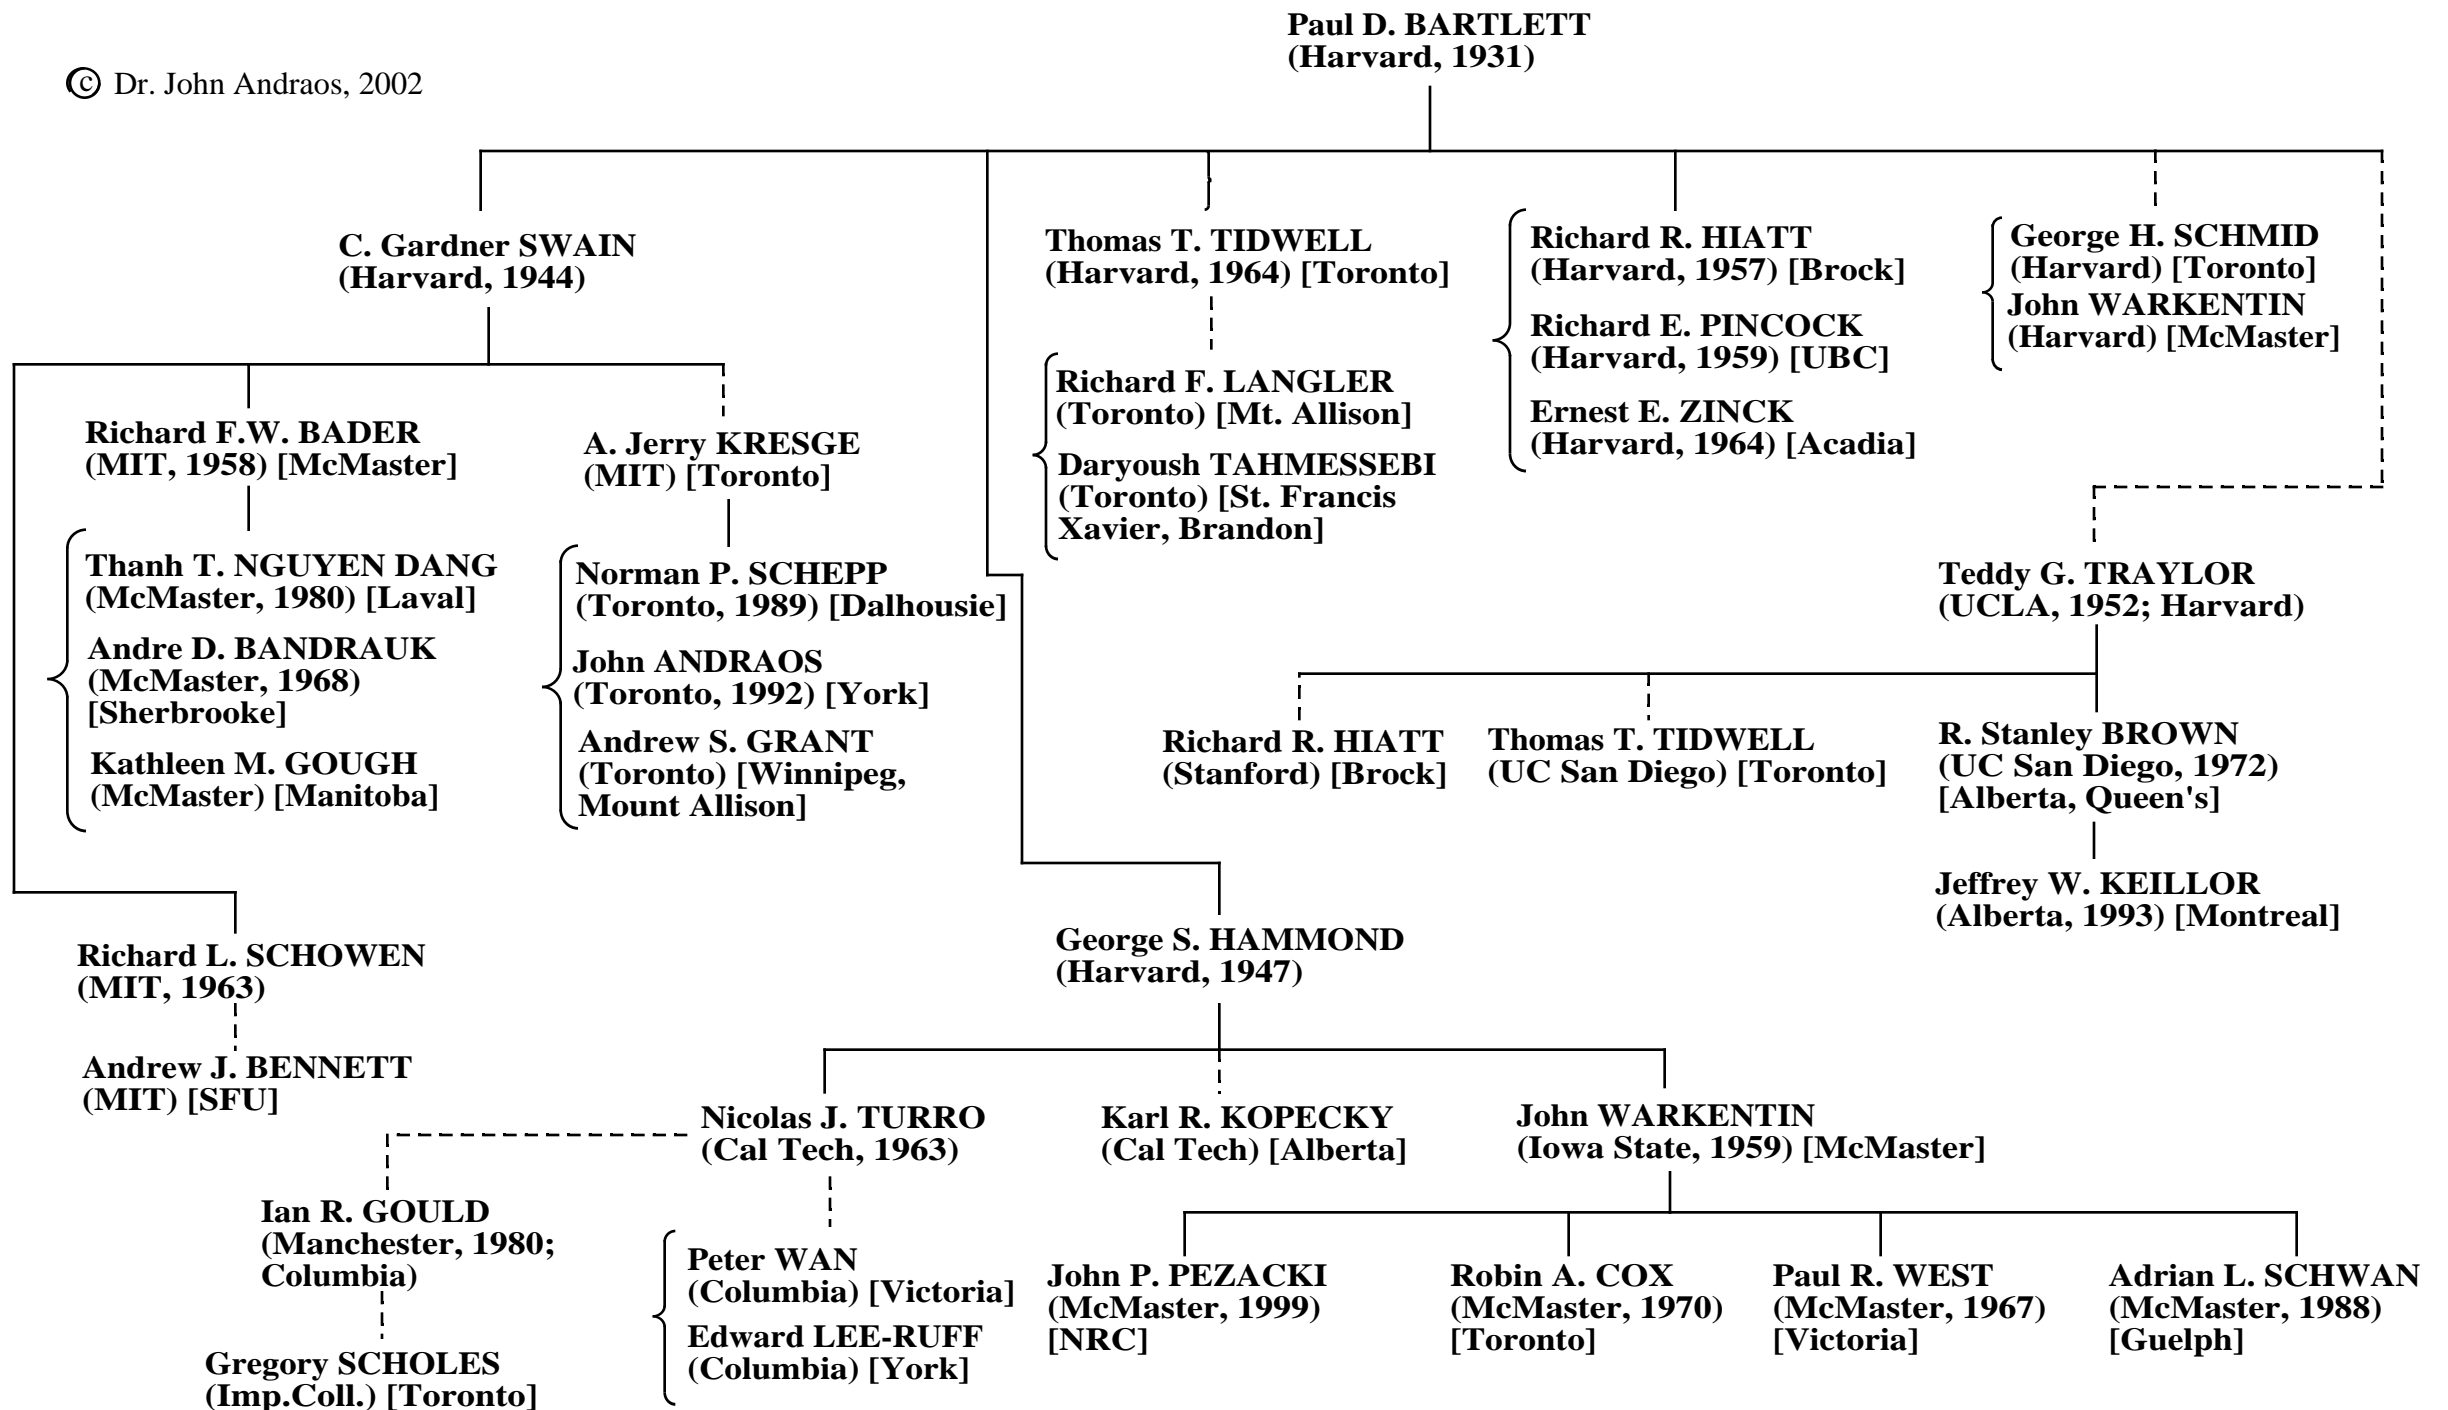 Paul D. BARTLETT
(Harvard, 1931)
© Dr. John Andraos, 2002
C. Gardner SWAIN
(Harvard, 1944)
Thomas T. TIDWELL
(Harvard, 1964) [Toronto]
Richard R. HIATT
(Harvard, 1957) [Brock]
Richard E. PINCOCK
(Harvard, 1959) [UBC]
Ernest E. ZINCK
(Harvard, 1964) [Acadia]
George H. SCHMID
(Harvard) [Toronto]
John WARKENTIN
(Harvard) [McMaster]
Richard F. LANGLER
(Toronto) [Mt. Allison]
Daryoush TAHMESSEBI
(Toronto) [St. Francis
Xavier, Brandon]
Richard F.W. BADER
(MIT, 1958) [McMaster]
A. Jerry KRESGE
(MIT) [Toronto]
Thanh T. NGUYEN DANG
(McMaster, 1980) [Laval]
Andre D. BANDRAUK
(McMaster, 1968)
[Sherbrooke]
Kathleen M. GOUGH
(McMaster) [Manitoba]
Norman P. SCHEPP
(Toronto, 1989) [Dalhousie]
John ANDRAOS
(Toronto, 1992) [York]
Andrew S. GRANT
(Toronto) [Winnipeg,
Mount Allison]
Teddy G. TRAYLOR
(UCLA, 1952; Harvard)
Richard R. HIATT
(Stanford) [Brock]
Thomas T. TIDWELL
(UC San Diego) [Toronto]
R. Stanley BROWN
(UC San Diego, 1972)
[Alberta, Queen's]
Jeffrey W. KEILLOR
(Alberta, 1993) [Montreal]
Richard L. SCHOWEN
(MIT, 1963)
Andrew J. BENNETT
(MIT) [SFU]
George S. HAMMOND
(Harvard, 1947)
Nicolas J. TURRO
(Cal Tech, 1963)
Karl R. KOPECKY
(Cal Tech) [Alberta]
John WARKENTIN
(Iowa State, 1959) [McMaster]
Ian R. GOULD
(Manchester, 1980;
Columbia)
Gregory SCHOLES
(Imp.Coll.) [Toronto]
Peter WAN
(Columbia) [Victoria]
Edward LEE-RUFF
(Columbia) [York]
John P. PEZACKI
(McMaster, 1999)
[NRC]
Robin A. COX
(McMaster, 1970)
[Toronto]
Paul R. WEST
(McMaster, 1967)
[Victoria]
Adrian L. SCHWAN
(McMaster, 1988)
[Guelph]